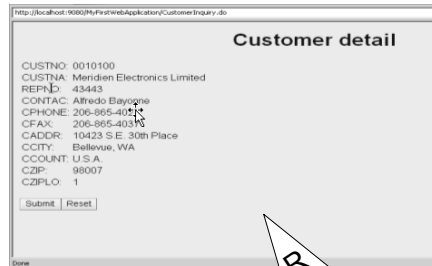 http://localhost:9080/MyFirstWebApplication/CustomerInquiry.do
Customer detail
CUSTNO: 0010100
CUSTNA: Meridien Electronics Limited
REPNO: 43443
CONTAC: Alfredo Bayonne
CPHONE: 206-865-40
CFAX: 206-865-403
CADDR: 10423 S.E. 30th Place
CCITY: Bellevue, WA
CCOUNT: U.S.A.
CZIP: 98007
CZIPLO: 1
Submit Reset
R
Done